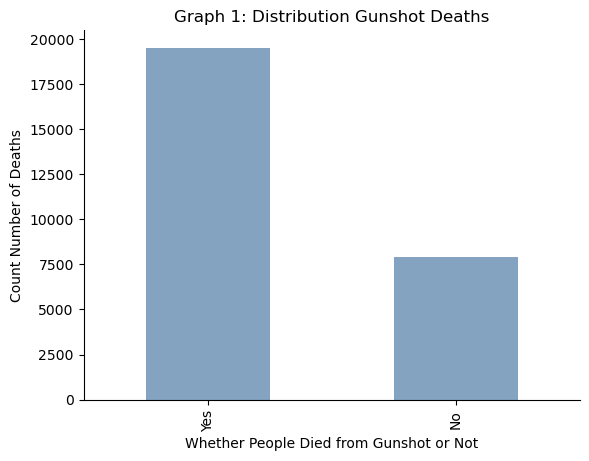 Graph 1: Distribution Gunshot Deaths
20000
17500
15000
12500
10000
7500
5000
2500
0
Count Number of Deaths
Yes
No
Whether People Died from Gunshot or Not